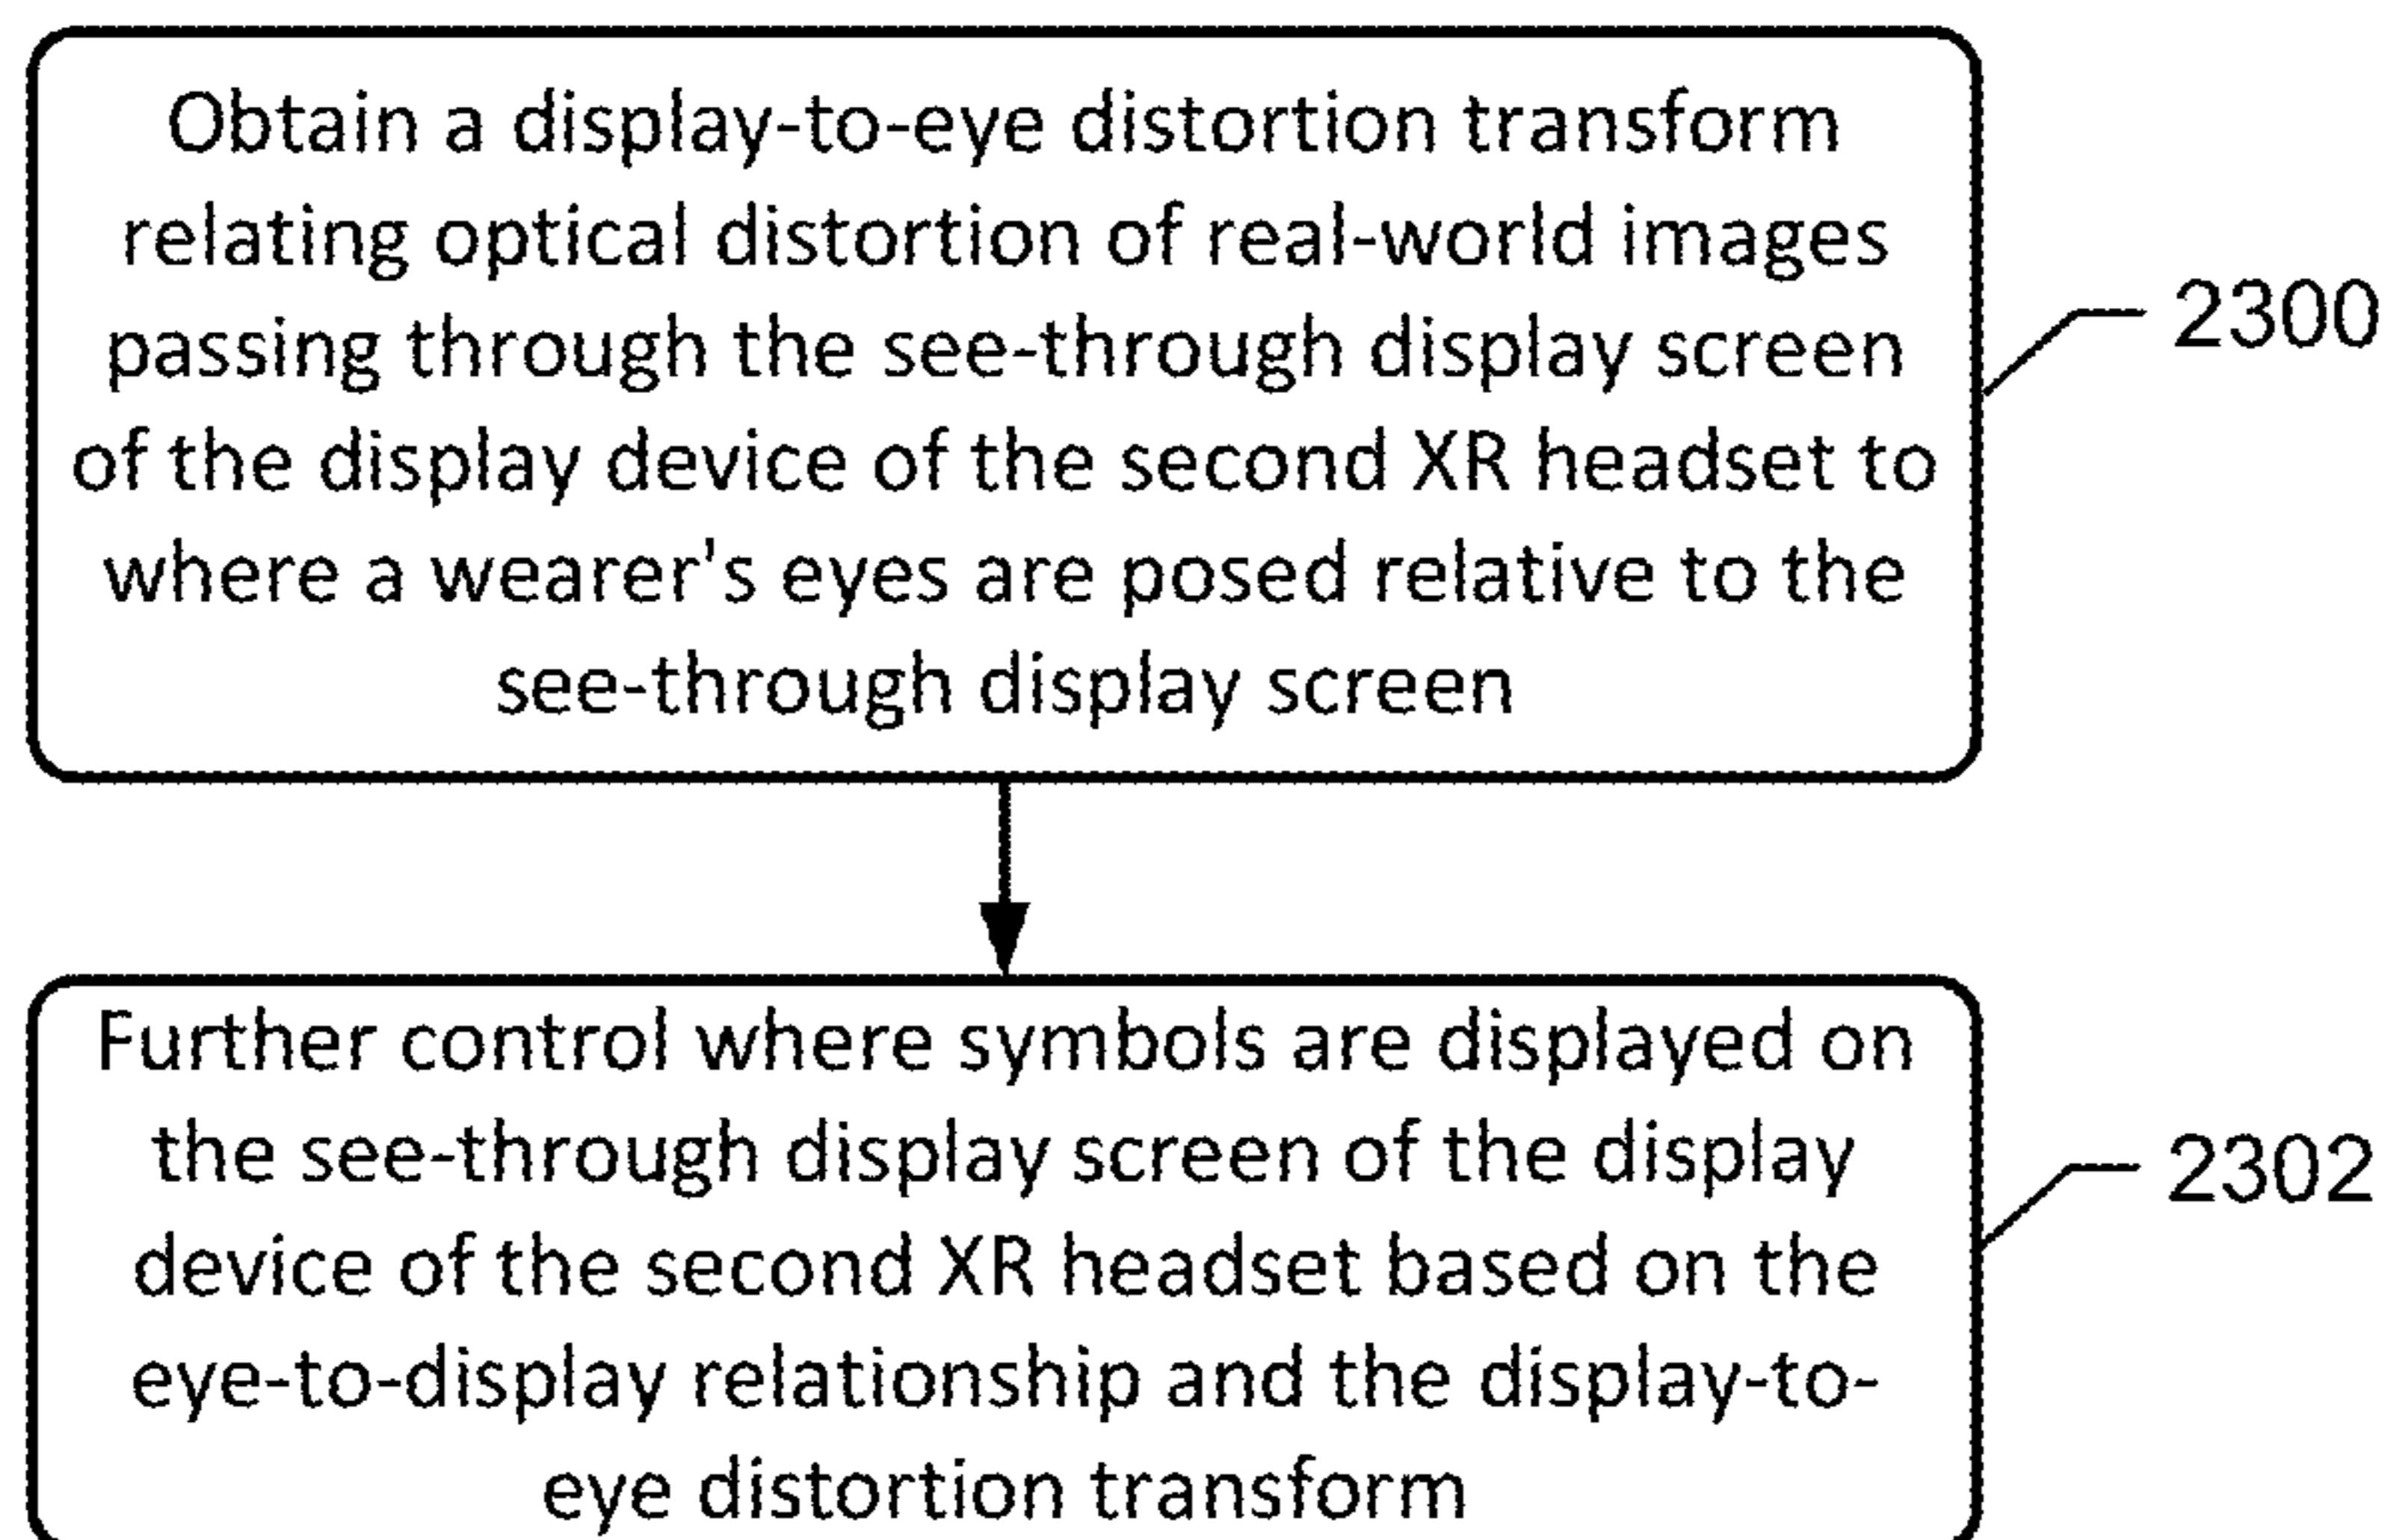 Obtain a display-to-eye distortion transform
relating optical distortion of real-world images
passing through the see-through display screen
of the display device of the second XR headset to
where a wearer's eyes are posed relative to the
see-through display screen
2300
Further control where symbols are displayed on
the see-through display screen of the display
device of the second XR headset based on the
eye-to-display relationship and the display-to-
eye distortion transform
2302